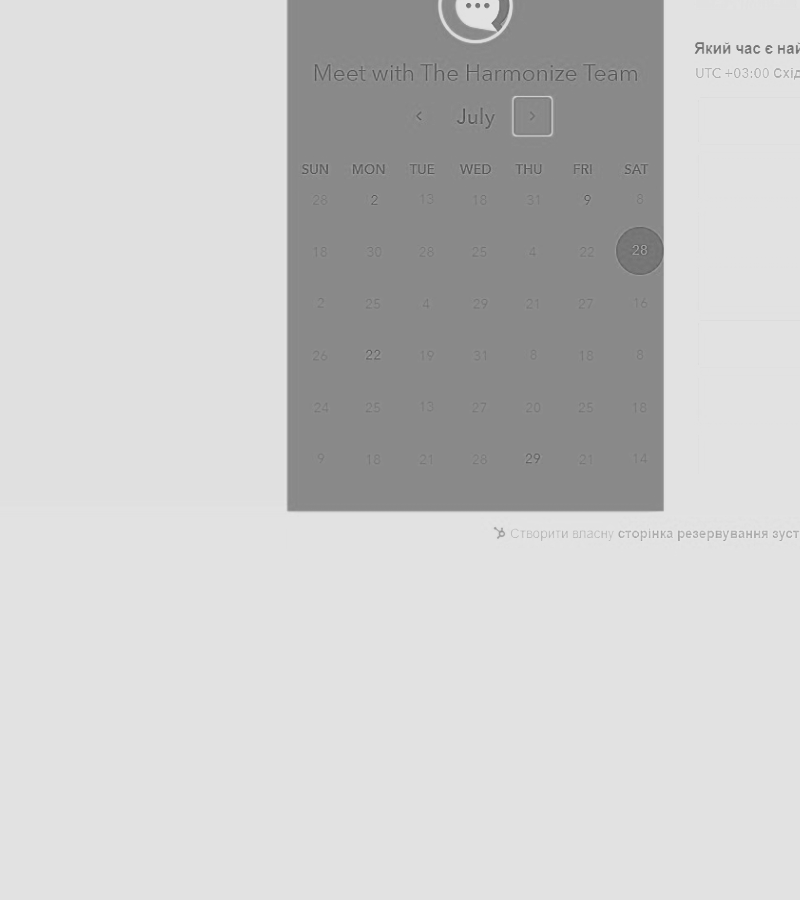 Meet with The Harmonize Team
July
SUN MON TUE WED THU FRI SAT
28 2 13 18 31 9 8
18 30 28 25 4 22 28
2 25 4 29 21 27 16
26 22 19 31 8 18 8
24 25 13 27 20 25 18
9 18 21 28 29 21 14
Який час є най
UTC +03:00 Схід
Створити власну сторінка резервування зуст